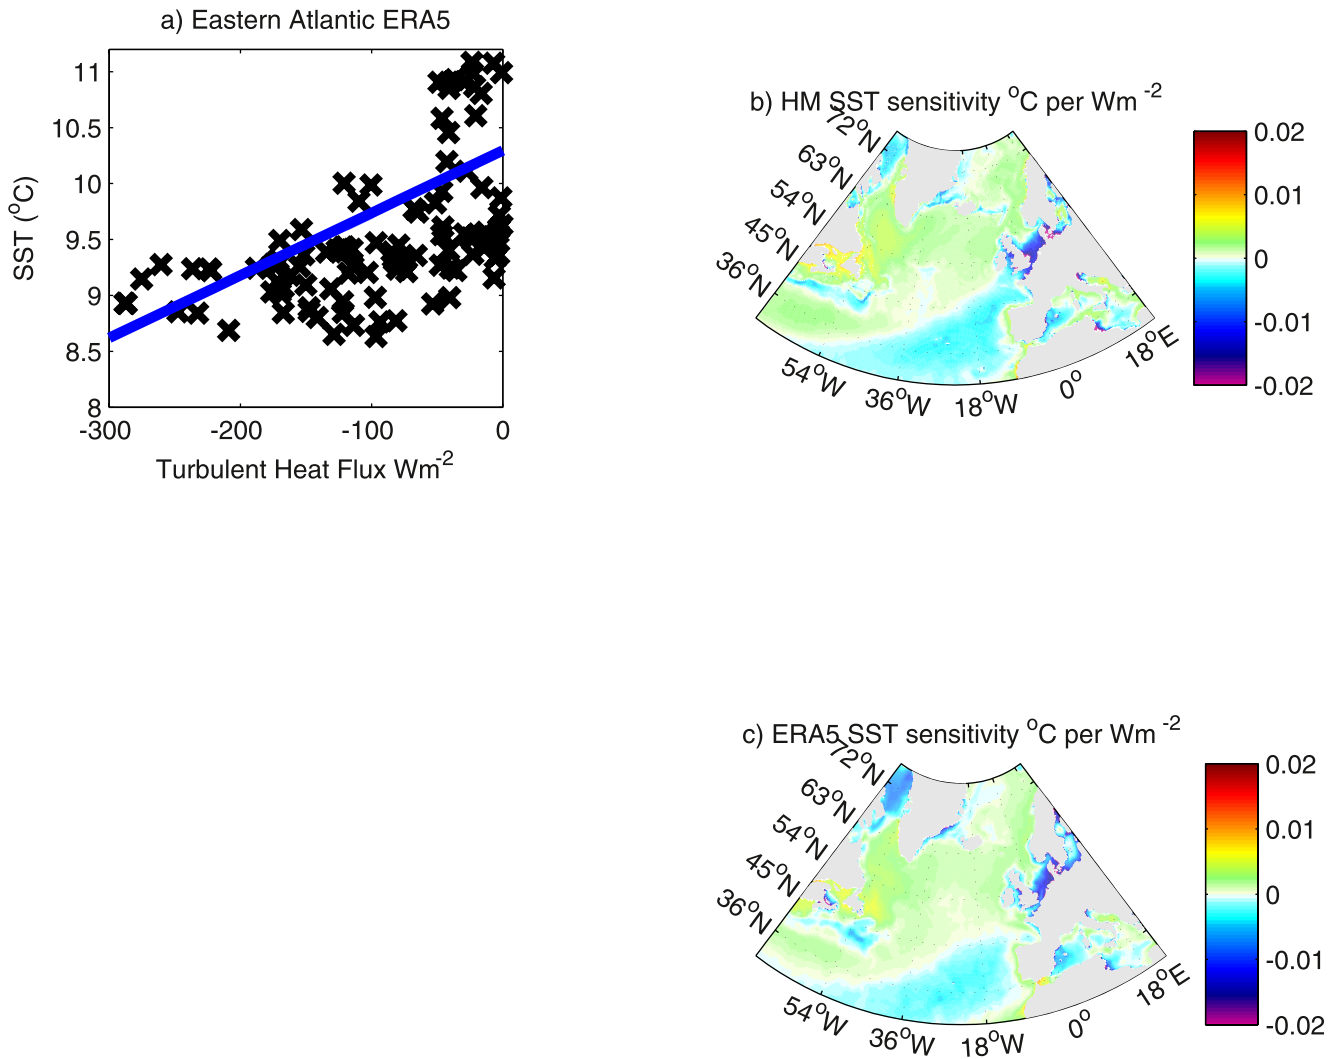 a) Eastern Atlantic ERA5
11
10.5
10
9.5
9
8.5
8
SST (°C)
-300 -200 -100 0
Turbulent Heat Flux Wm-2
b) HM SST sensitivity °C per Wm-2
72°N
63°N
54°N
45°N
36°N
54°W 36°W 18°W 0° 18°E
0.02
0.01
0
-0.01
-0.02
c) ERA5 SST sensitivity °C per Wm-2
72°N
63°N
54°N
45°N
36°N
54°W 36°W 18°W 0° 18°E
0.02
0.01
0
-0.01
-0.02